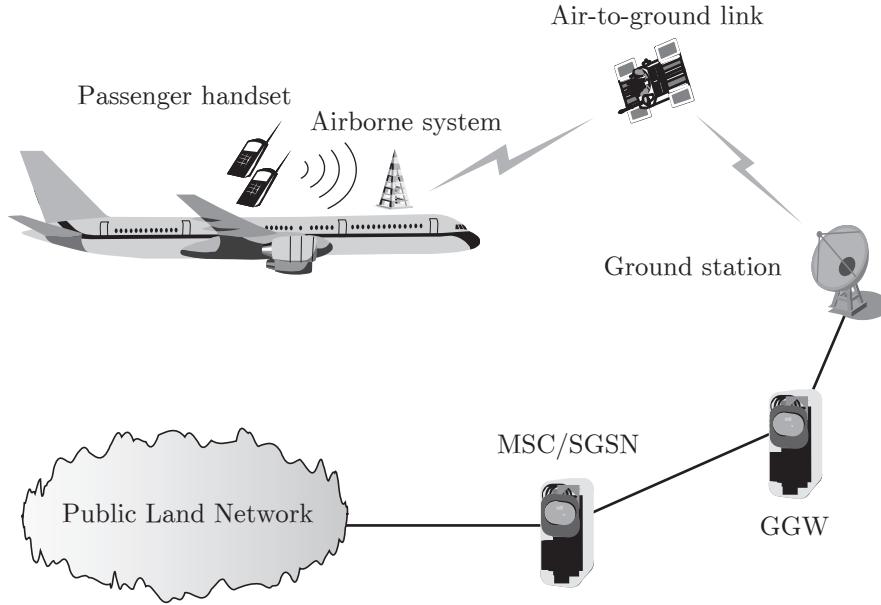 Air-to-ground link
Passenger handset
Airborne system
Ground station
MSC/SGSN
Public Land Network
GGW